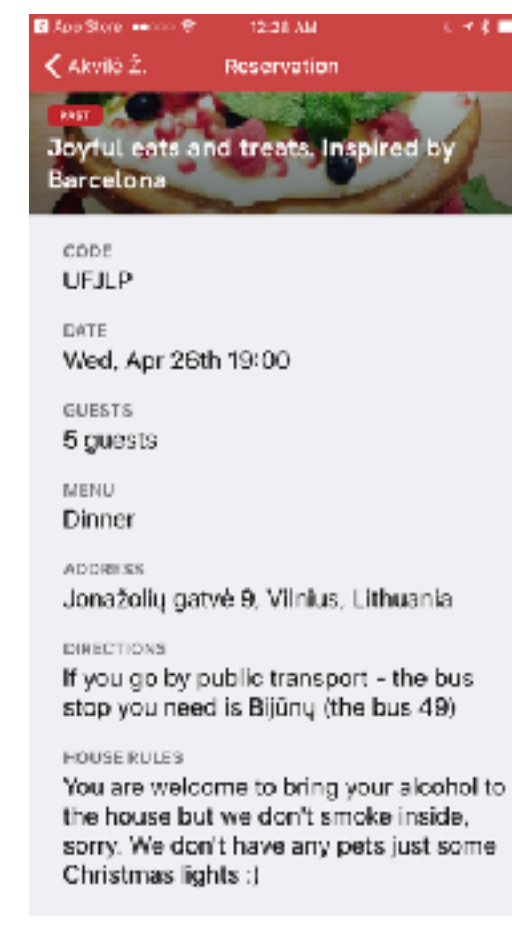 App Store 12:28 AM
Akvilė Ž. Reservation
PAST
Joyful eats and treats. Inspired by
Barcelona
CODE
UFJLP
DATE
Wed, Apr 26th 19:00
GUESTS
5 guests
MENU
Dinner
ADDRESS
Jonažolių gatvė 9, Vilnius, Lithuania
DIRECTIONS
If you go by public transport - the bus
stop you need is Bijūnų (the bus 49)
HOUSE RULES
You are welcome to bring your alcohol to
the house but we don't smoke inside,
sorry. We don't have any pets just some
Christmas lights :)